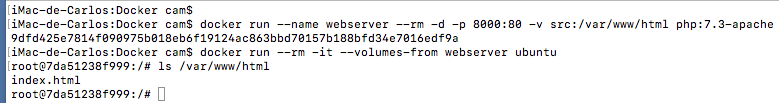 [iMac-de-Carlos:Docker cam$
[iMac-de-Carlos:Docker cam$ docker run --name webserver --rm -d -p 8000:80 -v src:/var/www/html php:7.3-apache
9dfd425e7814f090975b018eb6f19124ac863bbd70157b188bfd34e7016edf9a
[iMac-de-Carlos:Docker cam$ docker run --rm -it --volumes-from webserver ubuntu
[root@7da51238f999:/# ls /var/www/html
index.html
root@7da51238f999:/#